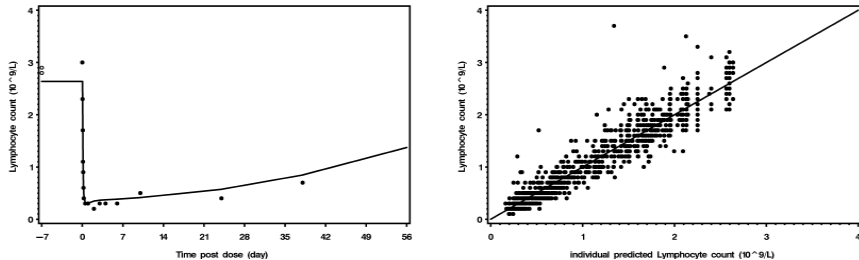 4
3
2
1
0
Lymphocyte count (10^9/L)
−7 0 7 14 21 28 35 42 49 56
Time post dose (day)
4
3
2
1
0
Lymphocyte count (10^9/L)
0 1 2 3 4
individual predicted Lymphocyte count (10^9/L)